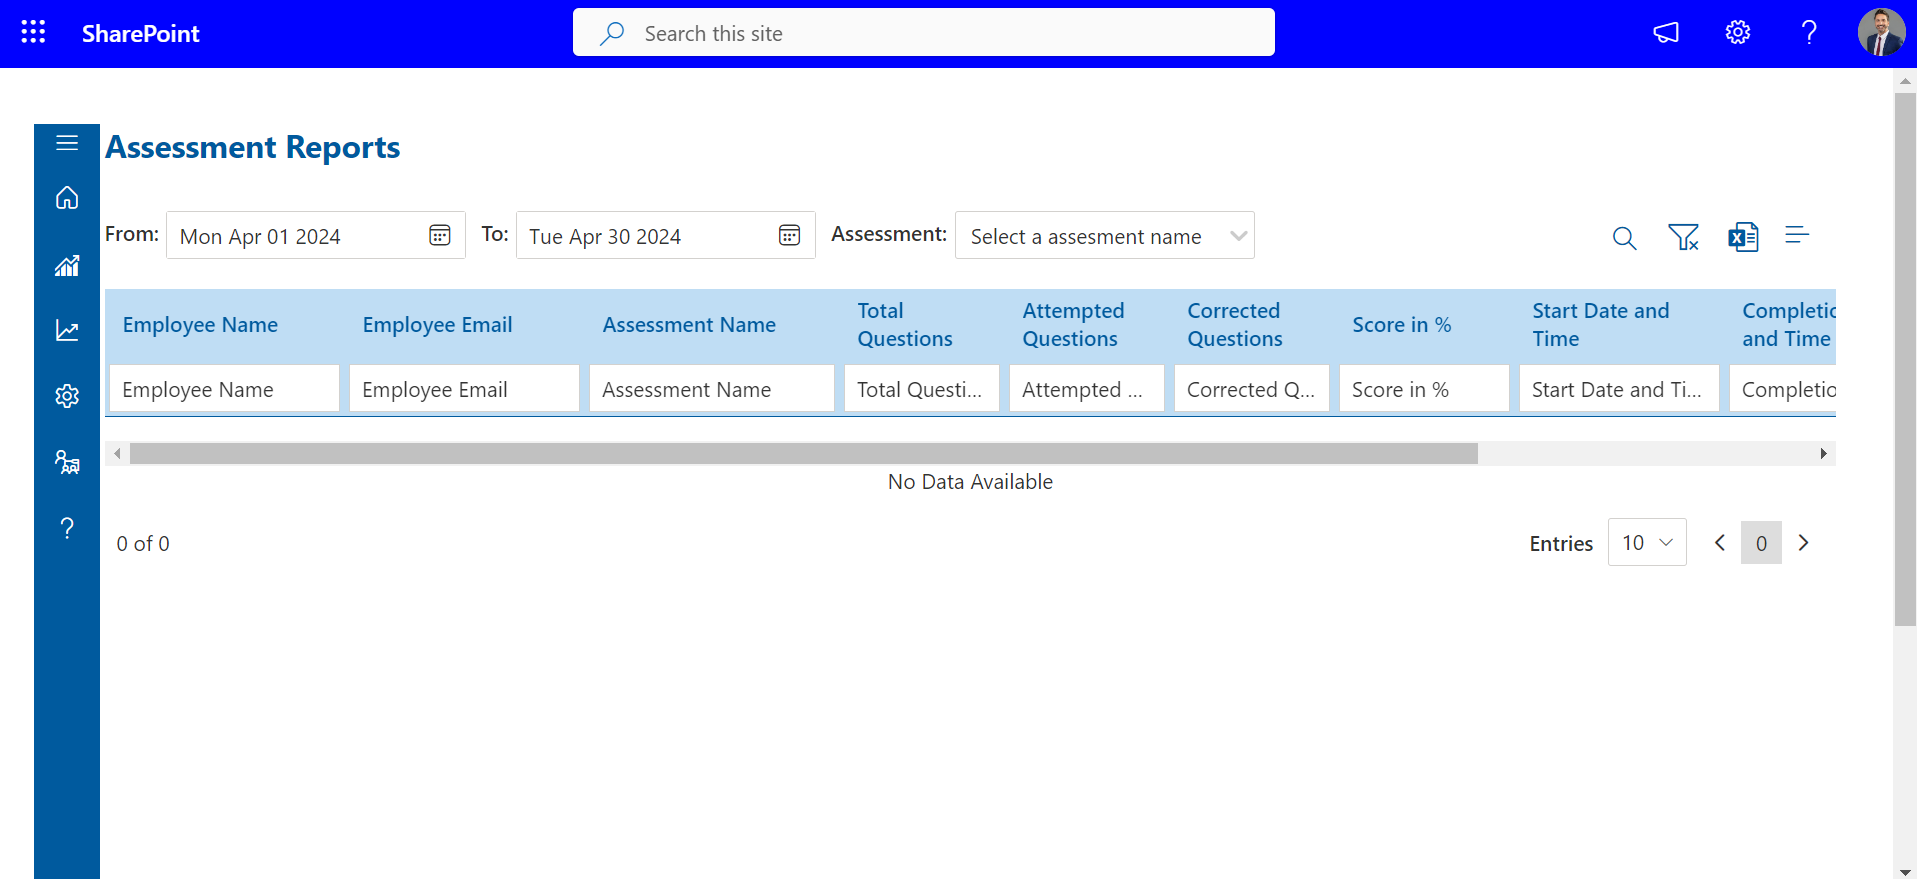 SharePoint
Search this site
Assessment Reports
From: Mon Apr 01 2024 To: Tue Apr 30 2024 Assessment: Select a assesment name
Employee Name
Employee Email
Assessment Name
Total
Questions
Attempted
Questions
Corrected
Questions
Score in %
Start Date and
Time
Completic
and Time
Employee Name
Employee Email
Assessment Name
Total Questi...
Attempted ...
Corrected Q...
Score in %
Start Date and Ti...
Completio
No Data Available
0 of 0
Entries 10 0